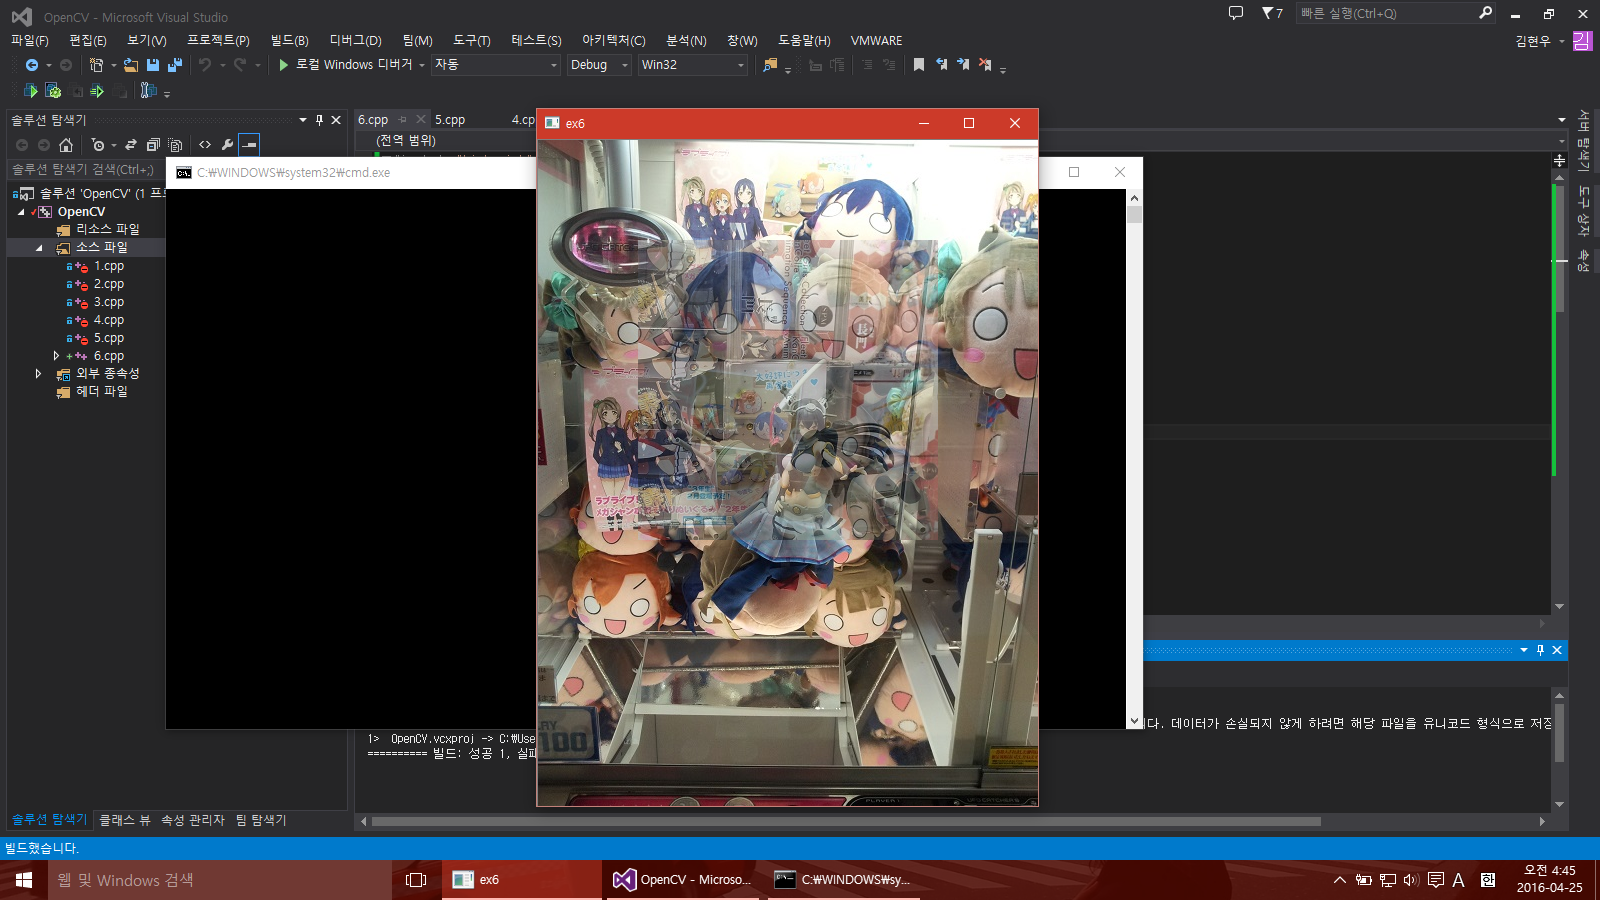 OpenCV - Microsoft Visual Studio
7
빠른 실행(Ctrl+Q)
파일(F) 편집(E) 보기(V) 프로젝트(P) 빌드(B) 디버그(D) 팀(M) 도구(T) 테스트(S) 아키텍처(C) 분석(N) 창(W) 도움말(H) VMWARE
김현우
김
로컬 Windows 디버거
자동
Debug
Win32
솔루션 탐색기
6.cpp
5.cpp
4.cp
ex6
(전역 범위)
솔루션 탐색기 검색(Ctrl+;)
C:₩WINDOWS₩system32₩cmd.exe
솔루션 'OpenCV' (1 프로
OpenCV
리소스 파일
소스 파일
1.cpp
2.cpp
3.cpp
4.cpp
5.cpp
6.cpp
외부 종속성
헤더 파일
서버 탐색기
도구 상자
속성
ラブライブ!
メガジャン
100
니다. 데이터가 손실되지 않게 하려면 해당 파일을 유니코드 형식으로 저장
1> OpenCV.vcxproj -> C:₩Use
========== 빌드: 성공 1, 실패
솔루션 탐색기 클래스 뷰 속성 관리자 팀 탐색기
빌드했습니다.
웹 및 Windows 검색
ex6
OpenCV - Microso...
C:₩WINDOWS₩sy...
A
한
오전 4:45
2016-04-25